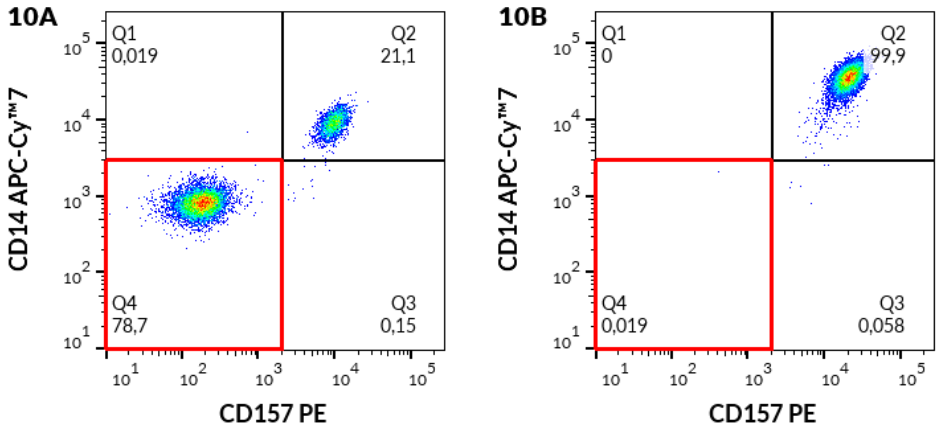 10A
Q1
0,019
Q2
21,1
Q4
78,7
Q3
0,15
10⁵
10⁴
10³
10²
10¹
CD14 APC-Cy™7
10¹ 10² 10³ 10⁴ 10⁵
CD157 PE
10B
Q1
0
Q2
99,9
Q4
0,019
Q3
0,058
10⁵
10⁴
10³
10²
10¹
CD14 APC-Cy™7
10¹ 10² 10³ 10⁴ 10⁵
CD157 PE